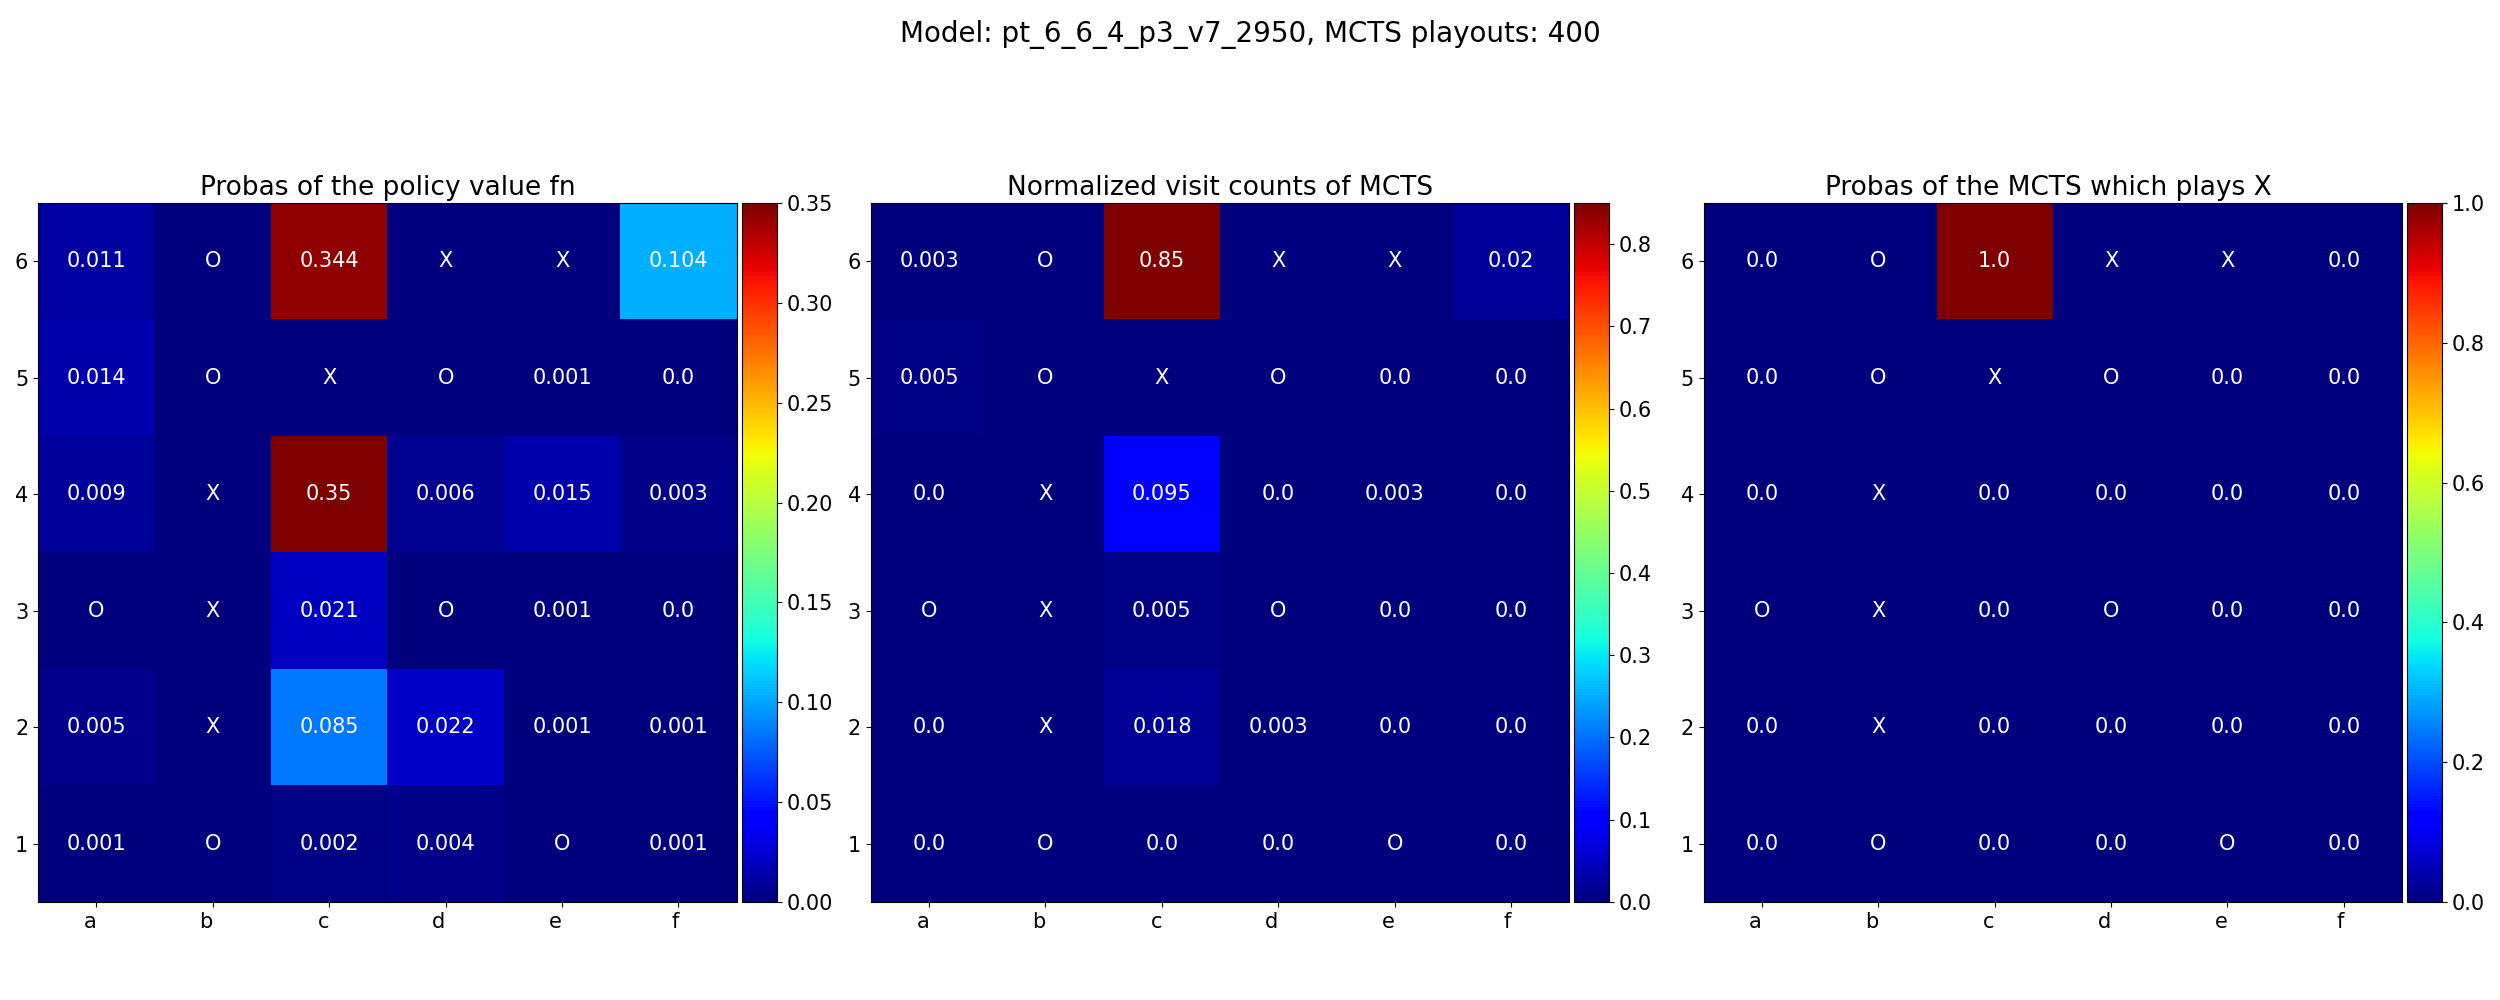 Model: pt_6_6_4_p3_v7_2950, MCTS playouts: 400
Probas of the policy value fn
6 0.011 O 0.344 X X 0.104
5 0.014 O X O 0.001 0.0
4 0.009 X 0.35 0.006 0.015 0.003
3 O X 0.021 O 0.001 0.0
2 0.005 X 0.085 0.022 0.001 0.001
1 0.001 O 0.002 0.004 O 0.001
a b c d e f
0.35
0.30
0.25
0.20
0.15
0.10
0.05
0.00
Normalized visit counts of MCTS
6 0.003 O 0.85 X X 0.02
5 0.005 O X O 0.0 0.0
4 0.0 X 0.095 0.0 0.003 0.0
3 O X 0.005 O 0.0 0.0
2 0.0 X 0.018 0.003 0.0 0.0
1 0.0 O 0.0 0.0 O 0.0
a b c d e f
0.8
0.7
0.6
0.5
0.4
0.3
0.2
0.1
0.0
Probas of the MCTS which plays X
6 0.0 O 1.0 X X 0.0
5 0.0 O X O 0.0 0.0
4 0.0 X 0.0 0.0 0.0 0.0
3 O X 0.0 O 0.0 0.0
2 0.0 X 0.0 0.0 0.0 0.0
1 0.0 O 0.0 0.0 O 0.0
a b c d e f
1.0
0.8
0.6
0.4
0.2
0.0